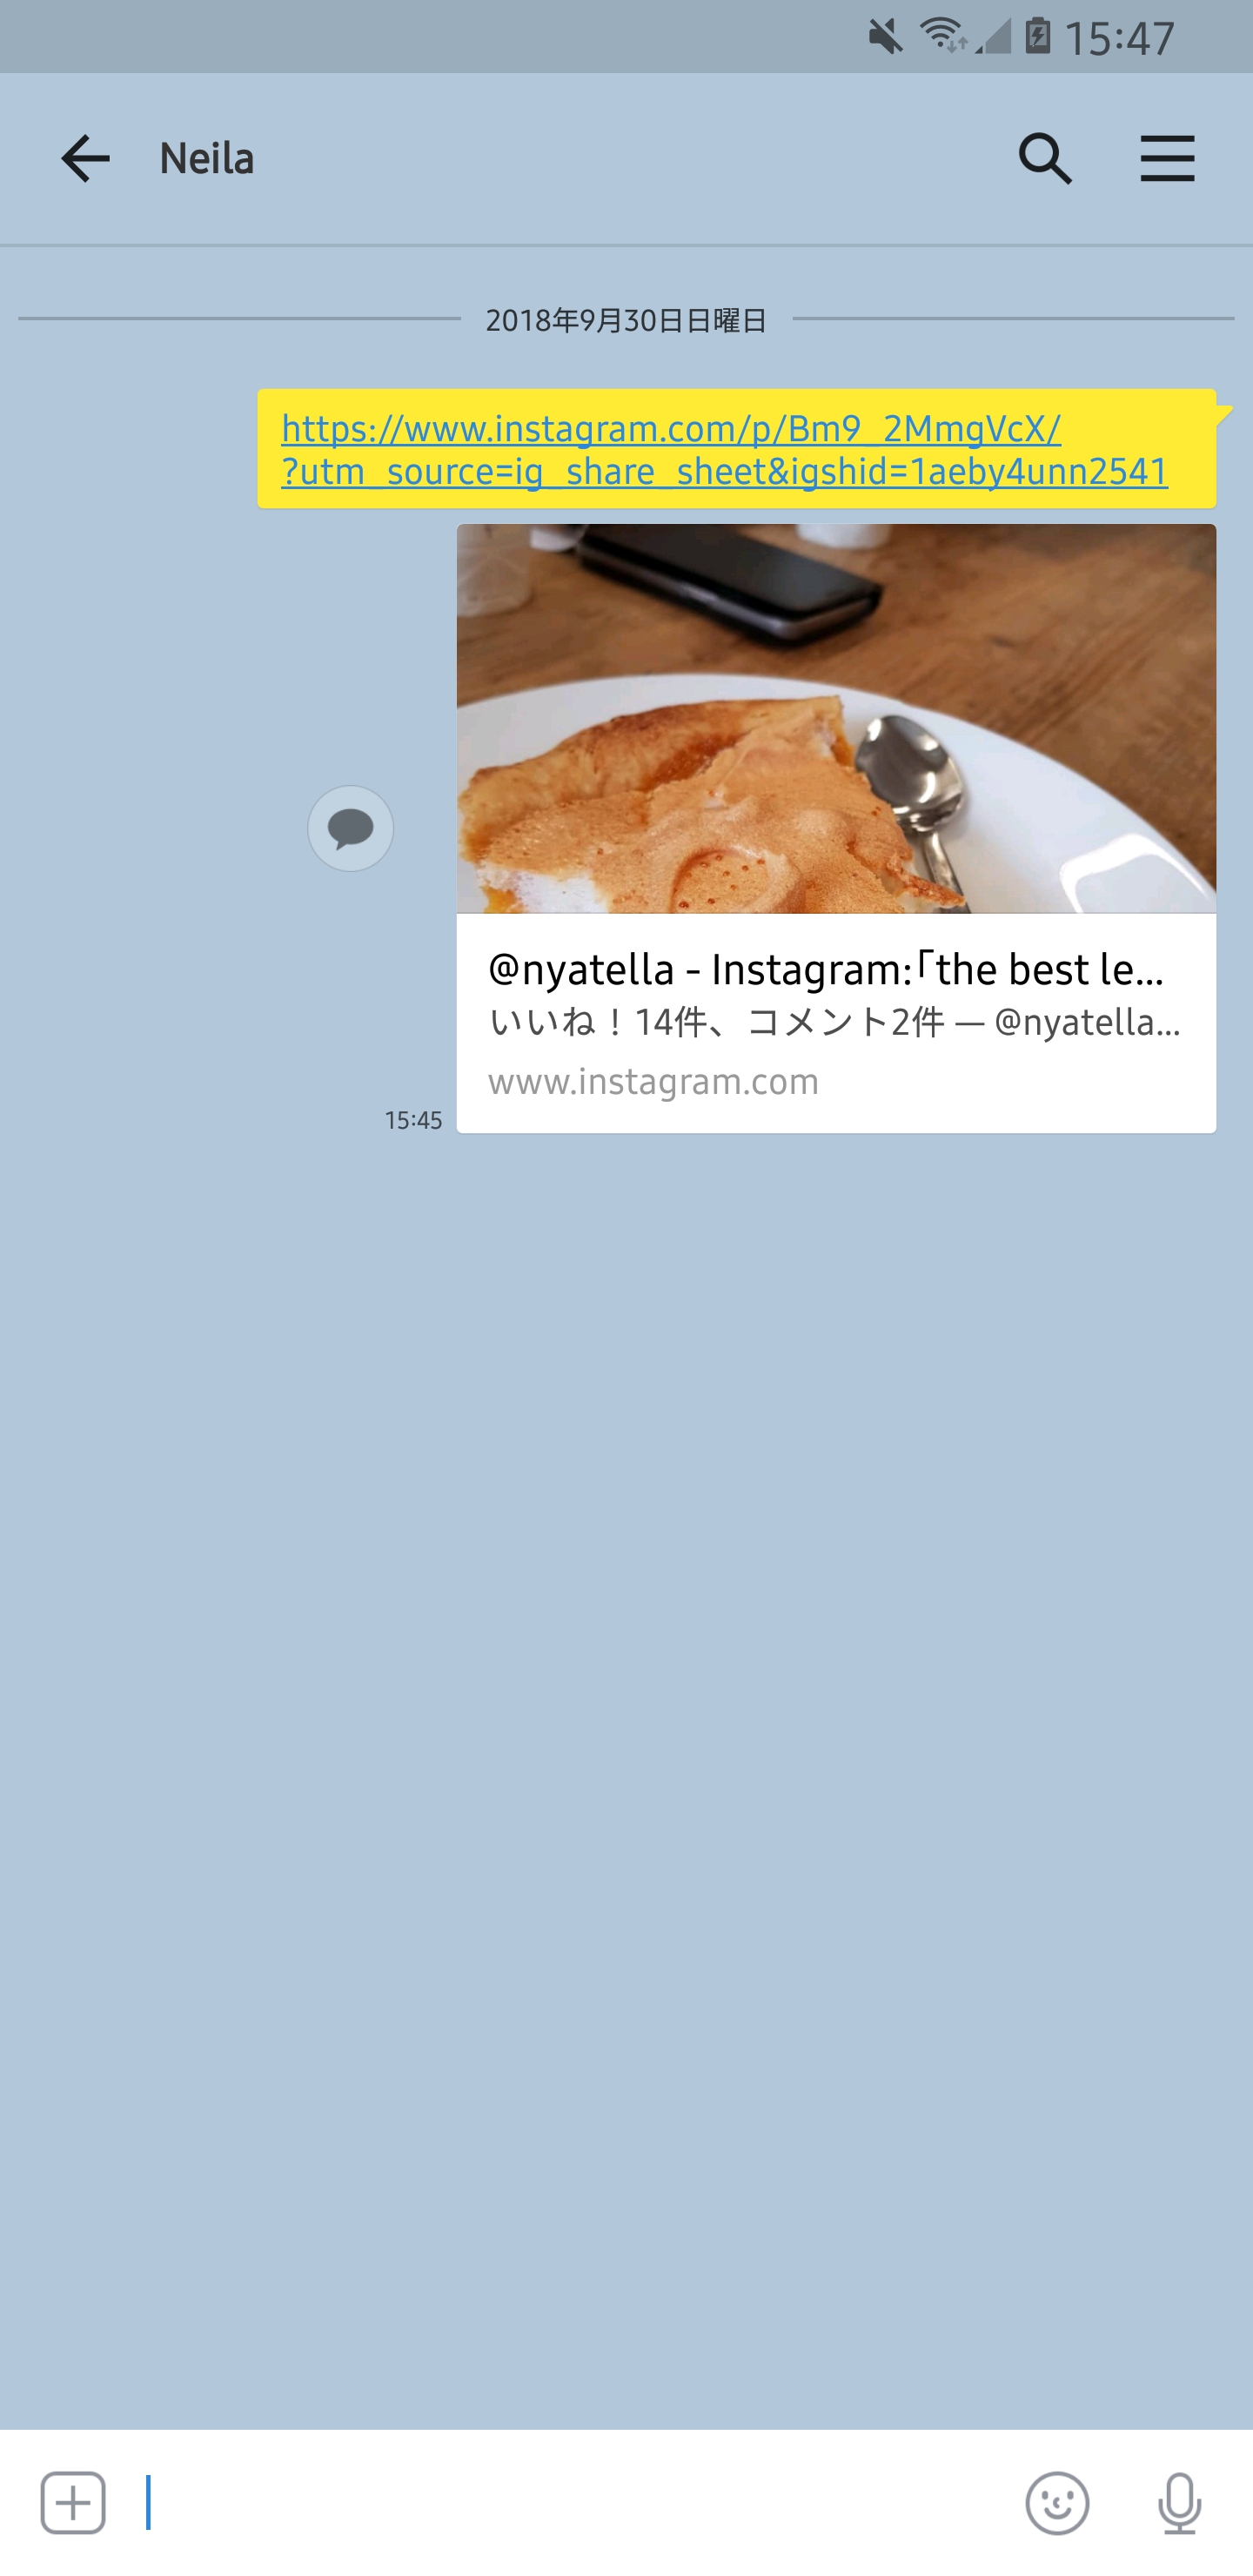 15:47
Neila
2018年9月30日日曜日
https://www.instagram.com/p/Bm9_2MmgVcX/
?utm_source=ig_share_sheet&igshid=1aeby4unn2541
@nyatella - Instagram:「the best le...
いいね！14件、コメント2件 — @nyatella...
www.instagram.com
15:45